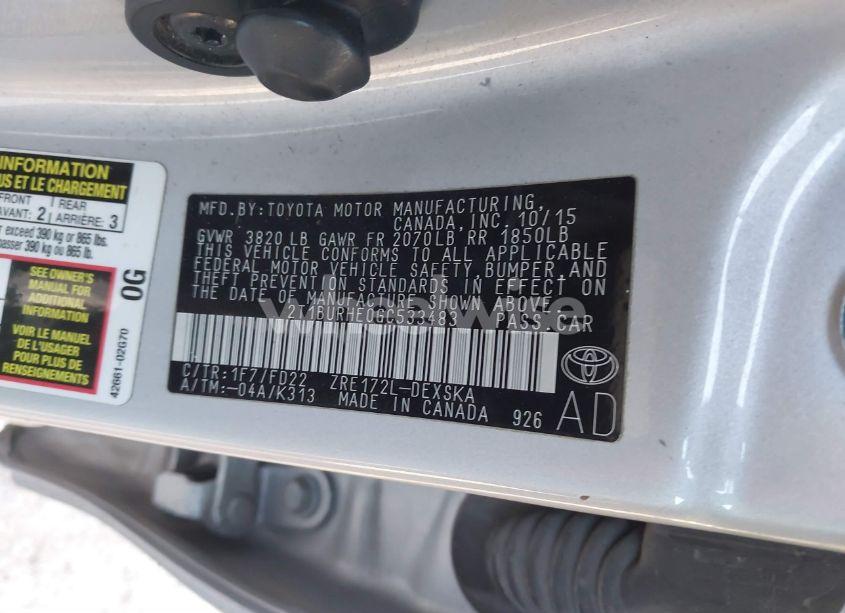 INFORMATION
US ET LE CHARGEMENT
FRONT
AVANT: 2
REAR
ARRIÈRE: 3
exceed 390 kg or 865 lbs.
passer 390 kg ou 865 lb.
SEE OWNER'S
MANUAL FOR
ADDITIONAL
INFORMATION
VOIR LE MANUEL
DE L'USAGER
POUR PLUS DE
RENSEIGNEMENTS
0G
42661-02G70
MFD.BY:TOYOTA MOTOR MANUFACTURING,
CANADA, INC. 10/15
GVWR 3820 LB GAWR FR 2070LB RR 1850LB
THIS VEHICLE CONFORMS TO ALL APPLICABLE
FEDERAL MOTOR VEHICLE SAFETY, BUMPER, AND
THEFT PREVENTION STANDARDS IN EFFECT ON
THE DATE OF MANUFACTURE SHOWN ABOVE.
PASS.CAR
C/TR:1F7/FD22 ZRE172L-DEXSKA
A/TM:-04A/K313 MADE IN CANADA 926
AD